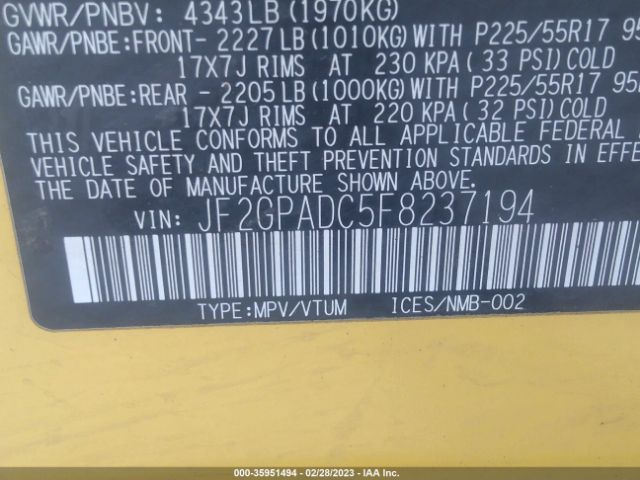 GVWR/PNBV: 4343LB(1970KG)
GAWR/PNBE:FRONT- 2227LB(1010KG)WITH P225/55R17
17X7J RIMS AT 230 KPA( 33 PSI)COLD
GAWR/PNBE:REAR - 2205LB(1000KG)WITH P225/55R17
17X7J RIMS AT 220 KPA( 32 PSI)COLD
THIS VEHICLE CONFORMS TO ALL APPLICABLE FEDERAL
VEHICLE SAFETY AND THEFT PREVENTION STANDARDS IN
THE DATE OF MANUFACTURE SHOWN ABOVE.
VIN: JF2GPADC5F8237194
TYPE:MPV/VTUM ICES/NMB-002
000-35951494 - 02/28/2023 - IAA Fredericksburg